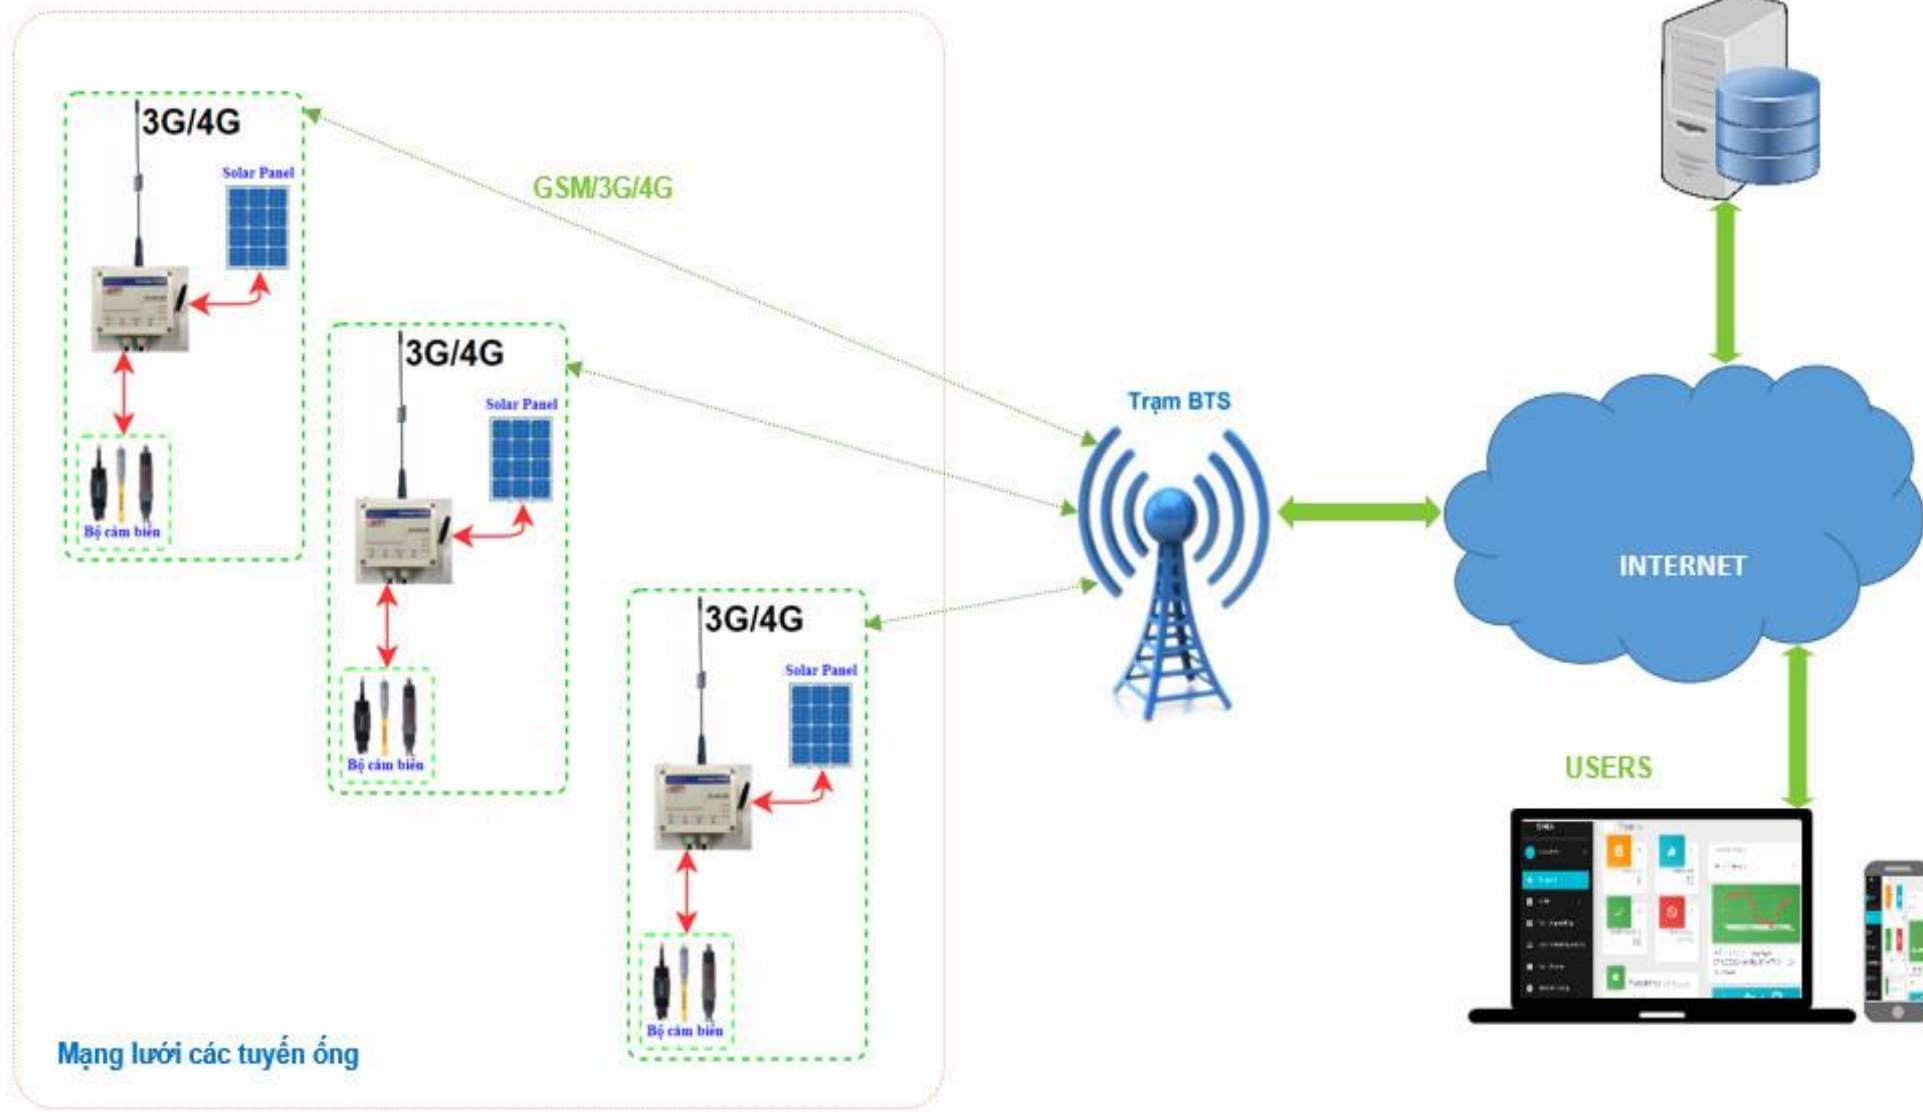 3G/4G
Solar Panel
Bộ cảm biến
GSM/3G/4G
3G/4G
Solar Panel
Bộ cảm biến
3G/4G
Solar Panel
Bộ cảm biến
Mạng lưới các tuyến ống
Trạm BTS
INTERNET
USERS